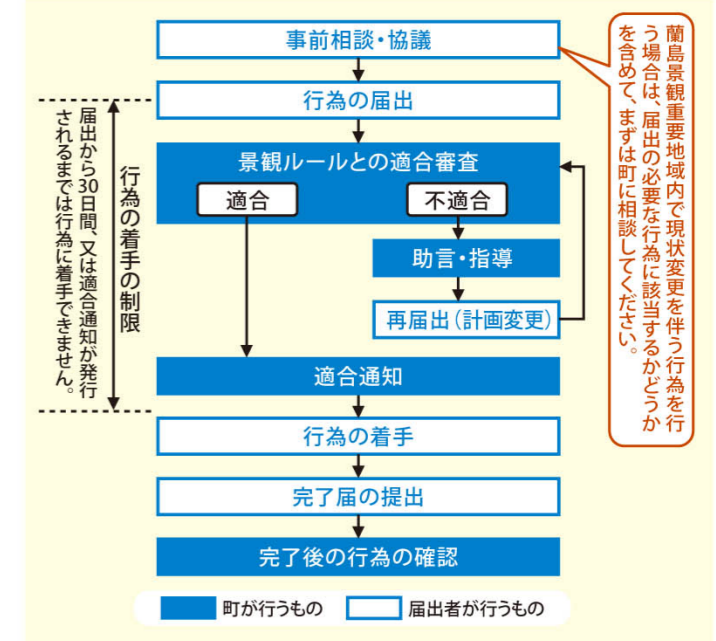 事前相談・協議
行為の届出
景観ルールとの適合審査
適合
不適合
助言・指導
再届出(計画変更)
適合通知
行為の着手
完了届の提出
完了後の行為の確認
町が行うもの
届出者が行うもの
行為の着手の制限
届出から30日間、又は適合通知が発行
されるまでは行為に着手できません。
蘭島景観重要地域内で現状変更を伴う行為を行
う場合は、届出の必要な行為に該当するかどうか
を含めて、まずは町に相談してください。